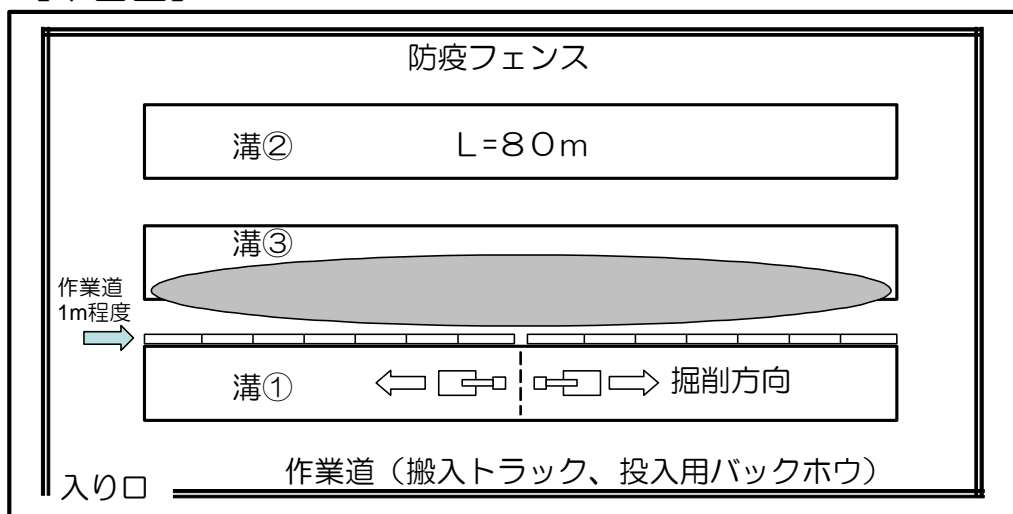 防疫フェンス
溝② L=80m
溝③
作業道
1m程度
溝① 掘削方向
作業道（搬入トラック、投入用バックホウ）
入り口